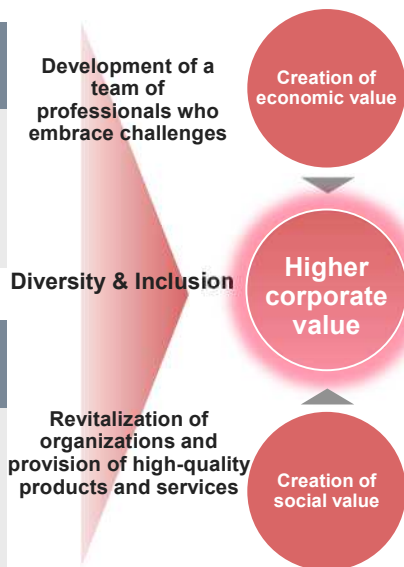 Development of a
team of
professionals who
embrace challenges
Creation of
economic value
Diversity & Inclusion
Higher
corporate
value
Revitalization of
organizations and
provision of high-quality
products and services
Creation of
social value